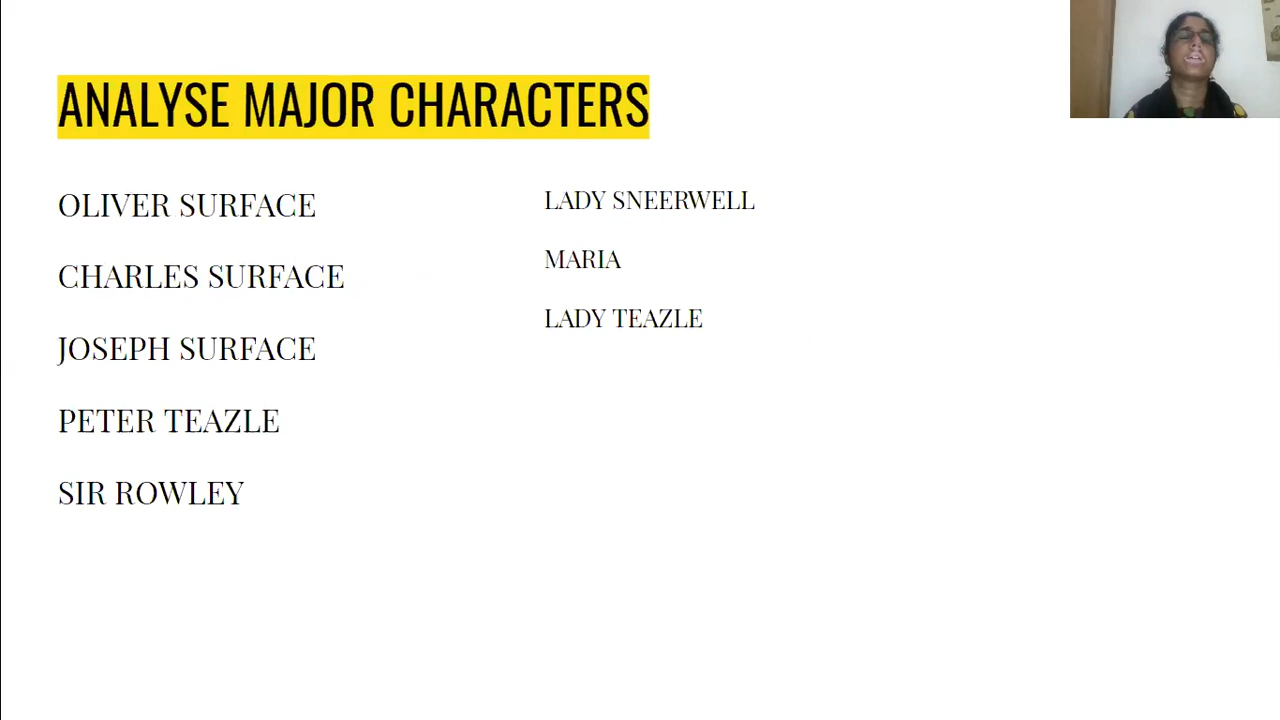 ANALYSE MAJOR CHARACTERS
OLIVER SURFACE
CHARLES SURFACE
JOSEPH SURFACE
PETER TEAZLE
SIR ROWLEY
LADY SNEERWELL
MARIA
LADY TEAZLE